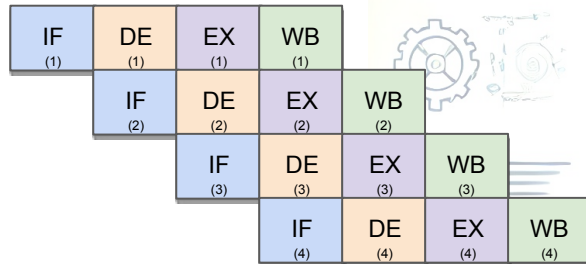 IF DE EX WB
(1) (1) (1) (1)
IF DE EX WB
(2) (2) (2) (2)
IF DE EX WB
(3) (3) (3) (3)
IF DE EX WB
(4) (4) (4) (4)